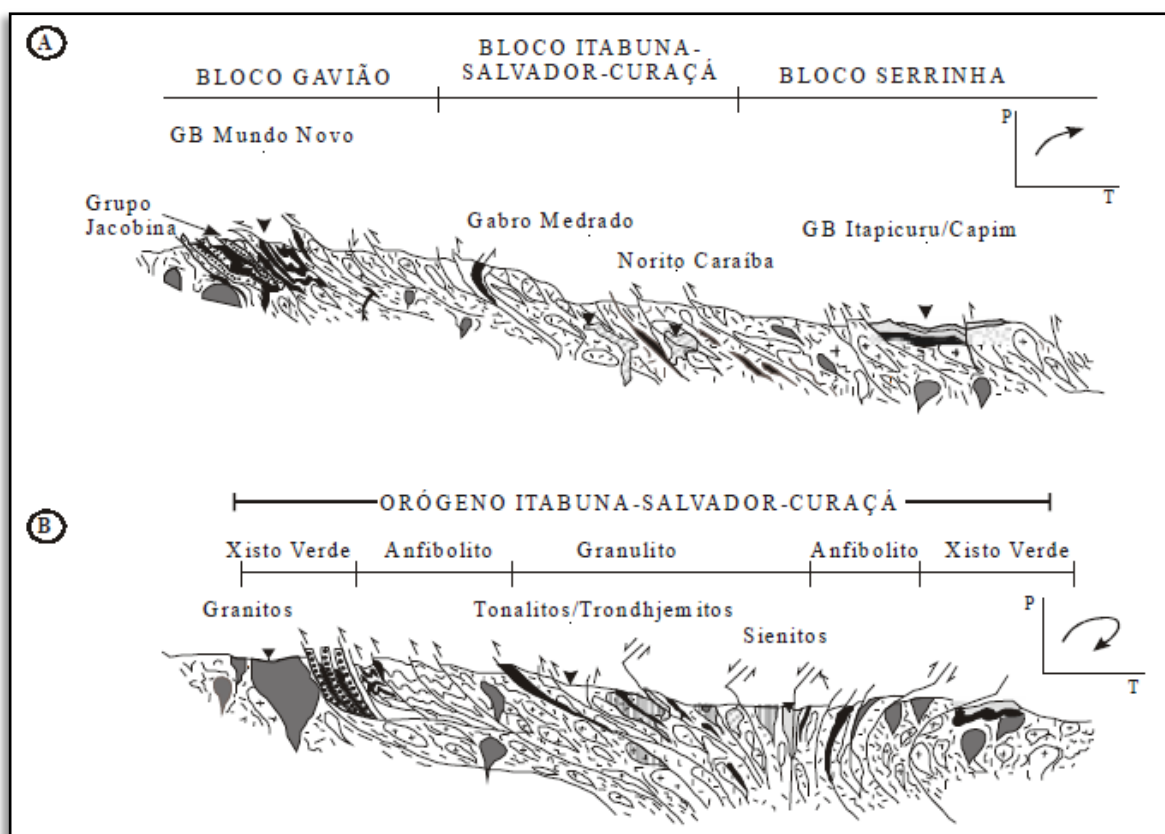 A
BLOCO GAVIÃO
BLOCO ITABUNA-
SALVADOR-CURAÇÁ
BLOCO SERRINHA
GB Mundo Novo
P
T
Grupo
Jacobina
Gabro Medrado
Norito Caraíba
GB Itapicuru/Capim
B
ORÓGENO ITABUNA-SALVADOR-CURAÇÁ
Xisto Verde
Anfibolito
Granulito
Anfibolito
Xisto Verde
Granitos
Tonalitos/Trondhjemitos
Sienitos
P
T